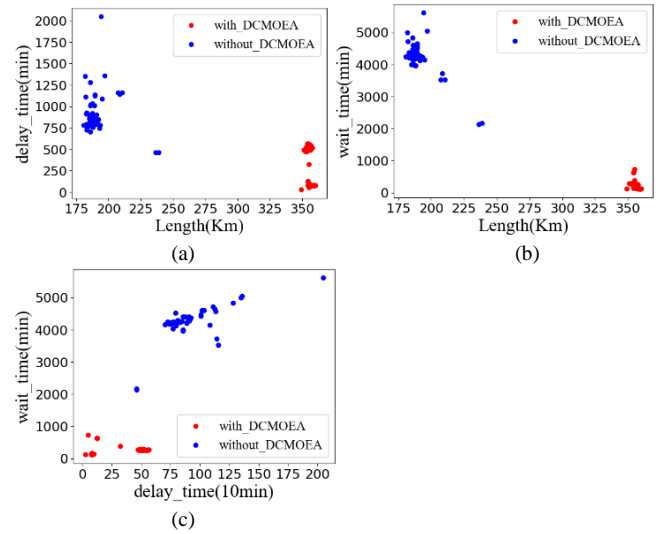 2000
1750
1500
1250
1000
750
500
250
0
delay_time(min)
with_DCMOEA
without_DCMOEA
175 200 225 250 275 300 325 350
Length(Km)
(a)
6000
5000
4000
3000
2000
1000
0
wait_time(min)
with_DCMOEA
without_DCMOEA
175 200 225 250 275 300 325 350
Length(Km)
(b)
5000
4000
3000
2000
1000
0
wait_time(min)
with_DCMOEA
without_DCMOEA
0 25 50 75 100 125 150 175 200
delay_time(10min)
(c)